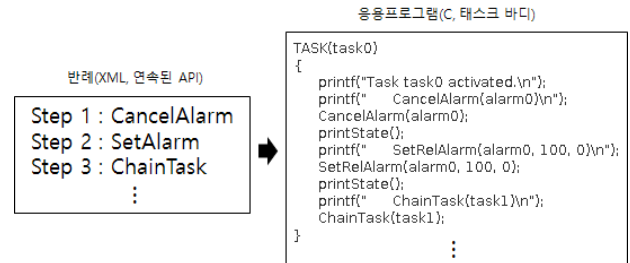 응용프로그램(C, 태스크 바디)
반례(XML, 연속된 API)
Step 1 : CancelAlarm
Step 2 : SetAlarm
Step 3 : ChainTask
⋮
TASK(task0)
{
printf("Task task0 activated.\n");
printf("    CancelAlarm(alarm0)\n");
CancelAlarm(alarm0);
printState();
printf("    SetRelAlarm(alarm0, 100, 0)\n");
SetRelAlarm(alarm0, 100, 0);
printState();
printf("    ChainTask(task1)\n");
ChainTask(task1);
}
⋮